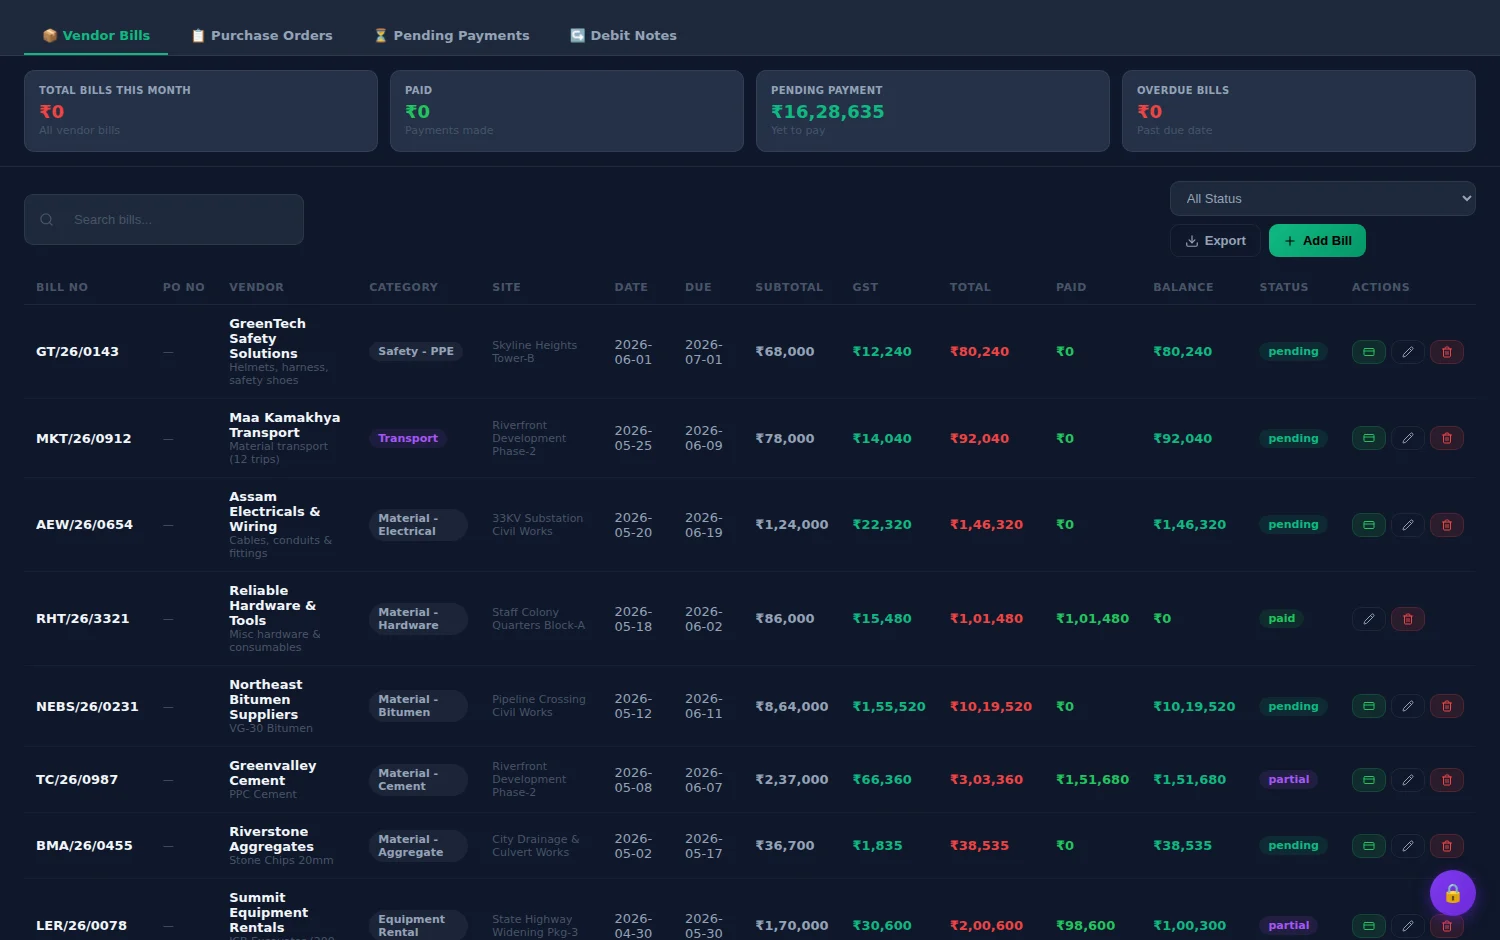 📦 Vendor Bills
📋 Purchase Orders
⏳ Pending Payments
↪️ Debit Notes
TOTAL BILLS THIS MONTH
₹0
All vendor bills
PAID
₹0
Payments made
PENDING PAYMENT
₹16,28,635
Yet to pay
OVERDUE BILLS
₹0
Past due date
Search bills...
All Status
Export
Add Bill
BILL NO PO NO VENDOR CATEGORY SITE DATE DUE SUBTOTAL GST TOTAL PAID BALANCE STATUS ACTIONS
GT/26/0143
—
GreenTech
Safety
Solutions
Helmets, harness,
safety shoes
Safety - PPE
Skyline Heights
Tower-B
2026-
06-01
2026-
07-01
₹68,000
₹12,240
₹80,240
₹0
₹80,240
pending
MKT/26/0912
—
Maa Kamakhya
Transport
Material transport
(12 trips)
Transport
Riverfront
Development
Phase-2
2026-
05-25
2026-
06-09
₹78,000
₹14,040
₹92,040
₹0
₹92,040
pending
AEW/26/0654
—
Assam
Electricals &
Wiring
Cables, conduits &
fittings
Material -
Electrical
33KV Substation
Civil Works
2026-
05-20
2026-
06-19
₹1,24,000
₹22,320
₹1,46,320
₹0
₹1,46,320
pending
RHT/26/3321
—
Reliable
Hardware &
Tools
Misc hardware &
consumables
Material -
Hardware
Staff Colony
Quarters Block-A
2026-
05-18
2026-
06-02
₹86,000
₹15,480
₹1,01,480
₹1,01,480
₹0
paid
NEBS/26/0231
—
Northeast
Bitumen
Suppliers
VG-30 Bitumen
Material -
Bitumen
Pipeline Crossing
Civil Works
2026-
05-12
2026-
06-11
₹8,64,000
₹1,55,520
₹10,19,520
₹0
₹10,19,520
pending
TC/26/0987
—
Greenvalley
Cement
PPC Cement
Material -
Cement
Riverfront
Development
Phase-2
2026-
05-08
2026-
06-07
₹2,37,000
₹66,360
₹3,03,360
₹1,51,680
₹1,51,680
partial
BMA/26/0455
—
Riverstone
Aggregates
Stone Chips 20mm
Material -
Aggregate
City Drainage &
Culvert Works
2026-
05-02
2026-
05-17
₹36,700
₹1,835
₹38,535
₹0
₹38,535
pending
LER/26/0078
—
Summit
Equipment
Rentals
Equipment
Rental
State Highway
Widening Pkg-3
2026-
04-30
2026-
05-30
₹1,70,000
₹30,600
₹2,00,600
₹98,600
₹1,00,300
partial